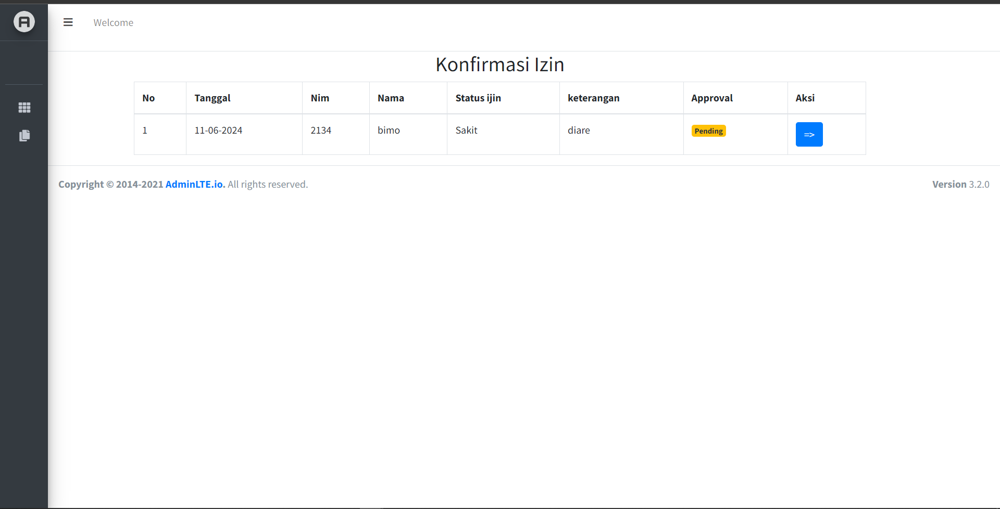 A
Welcome
Konfirmasi Izin
No Tanggal Nim Nama Status ijin keterangan Approval Aksi
1 11-06-2024 2134 bimo Sakit diare Pending =>
Copyright © 2014-2021 AdminLTE.io. All rights reserved. Version 3.2.0